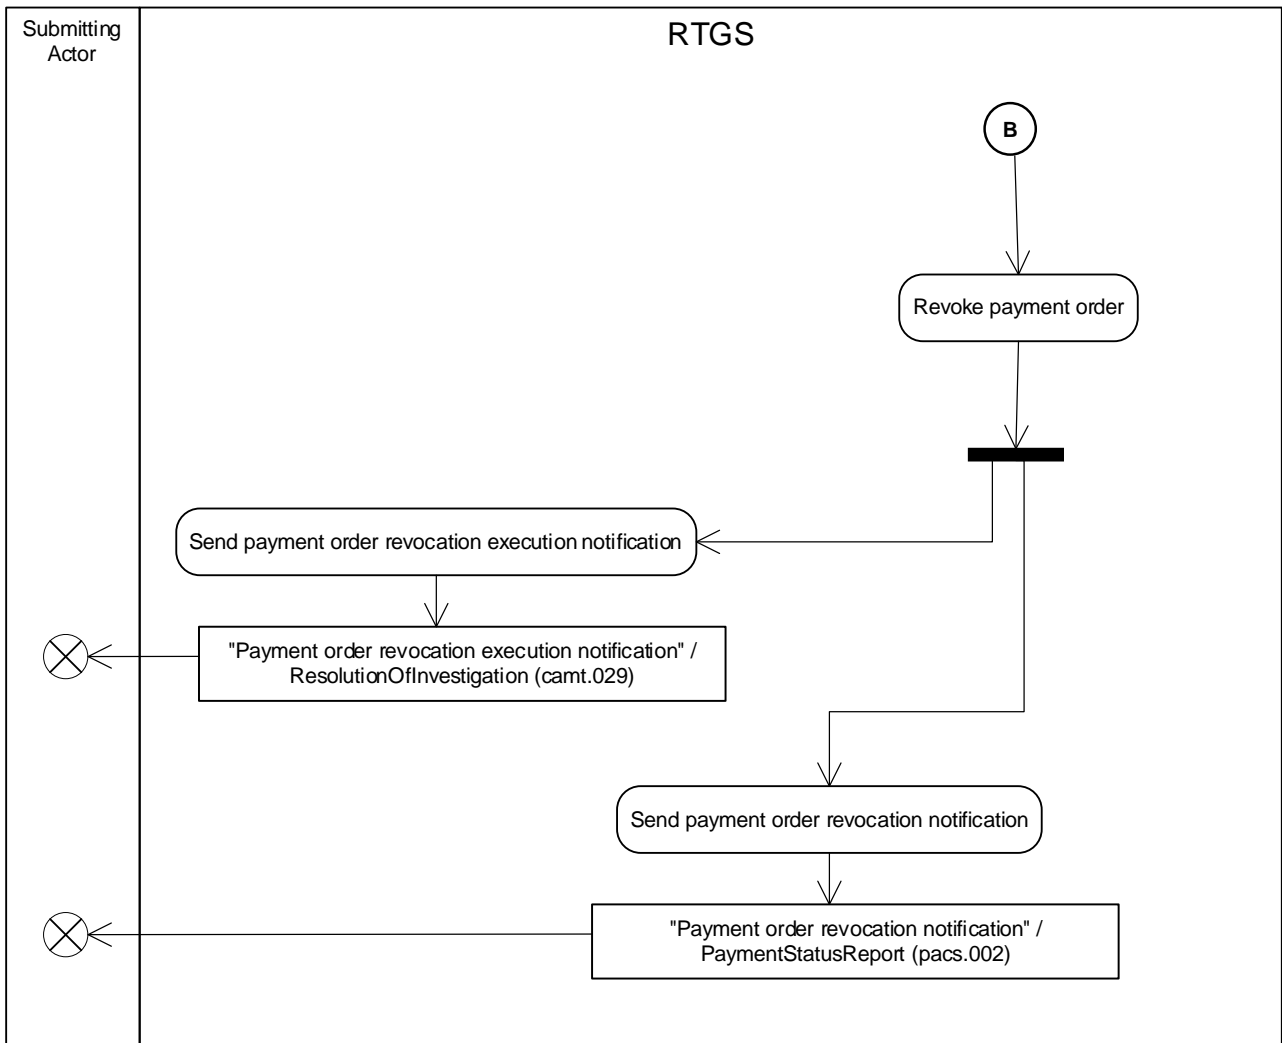 Submitting
Actor
RTGS
B
Revoke payment order
Send payment order revocation execution notification
"Payment order revocation execution notification" /
ResolutionOfInvestigation (camt.029)
Send payment order revocation notification
"Payment order revocation notification" /
PaymentStatusReport (pacs.002)